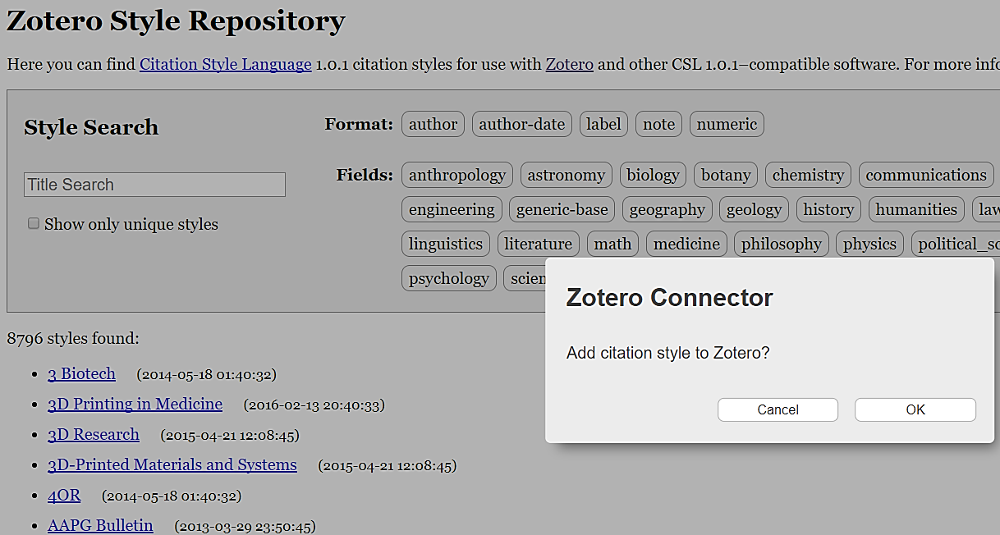 Zotero Style Repository
Here you can find Citation Style Language 1.0.1 citation styles for use with Zotero and other CSL 1.0.1–compatible software. For more info
Style Search
Title Search
Show only unique styles
Format: author author-date label note numeric
Fields: anthropology astronomy biology botany chemistry communications
engineering generic-base geography geology history humanities law
linguistics literature math medicine philosophy physics political_sc
psychology scien
8796 styles found:
3 Biotech (2014-05-18 01:40:32)
3D Printing in Medicine (2016-02-13 20:40:33)
3D Research (2015-04-21 12:08:45)
3D-Printed Materials and Systems (2015-04-21 12:08:45)
4OR (2014-05-18 01:40:32)
AAPG Bulletin (2013-03-29 23:50:45)
Zotero Connector
Add citation style to Zotero?
Cancel OK